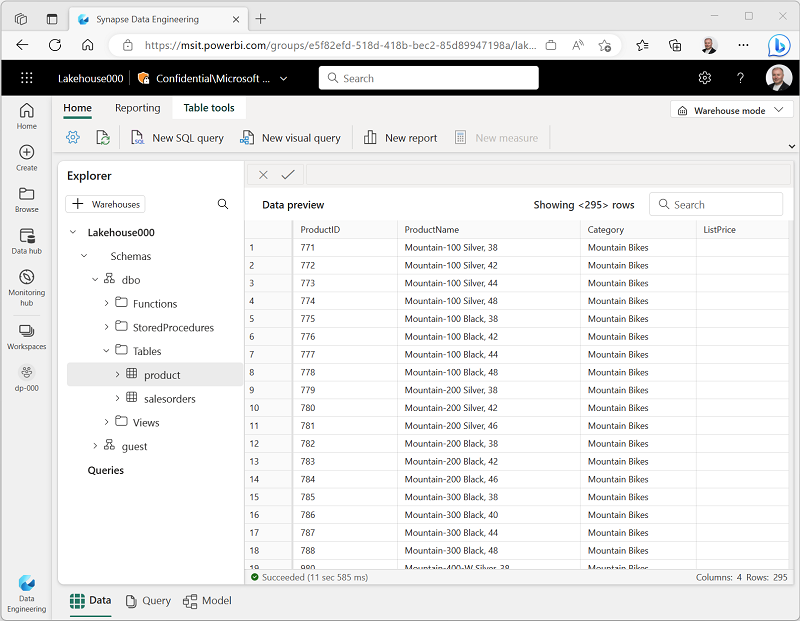 Synapse Data Engineering
https://msit.powerbi.com/groups/e5f82efd-518d-418b-bec2-85d89947198a/lak...
Lakehouse000 Confidential\Microsoft ... Search
Home Reporting Table tools Warehouse mode
New SQL query New visual query New report New measure
Home
Create
Browse
Data hub
Monitoring
hub
Workspaces
dp-000
Data
Engineering
Explorer
Warehouses
Lakehouse000
Schemas
dbo
Functions
StoredProcedures
Tables
product
salesorders
Views
guest
Queries
Data preview Showing <295> rows Search
ProductID ProductName Category ListPrice
1 771 Mountain-100 Silver, 38 Mountain Bikes
2 772 Mountain-100 Silver, 42 Mountain Bikes
3 773 Mountain-100 Silver, 44 Mountain Bikes
4 774 Mountain-100 Silver, 48 Mountain Bikes
5 775 Mountain-100 Black, 38 Mountain Bikes
6 776 Mountain-100 Black, 42 Mountain Bikes
7 777 Mountain-100 Black, 44 Mountain Bikes
8 778 Mountain-100 Black, 48 Mountain Bikes
9 779 Mountain-200 Silver, 38 Mountain Bikes
10 780 Mountain-200 Silver, 42 Mountain Bikes
11 781 Mountain-200 Silver, 46 Mountain Bikes
12 782 Mountain-200 Black, 38 Mountain Bikes
13 783 Mountain-200 Black, 42 Mountain Bikes
14 784 Mountain-200 Black, 46 Mountain Bikes
15 785 Mountain-300 Black, 38 Mountain Bikes
16 786 Mountain-300 Black, 40 Mountain Bikes
17 787 Mountain-300 Black, 44 Mountain Bikes
18 788 Mountain-300 Black, 48 Mountain Bikes
19 980 Mountain-400-W Silver, 38 Mountain Bikes
Succeeded (11 sec 585 ms) Columns: 4 Rows: 295
Data Query Model